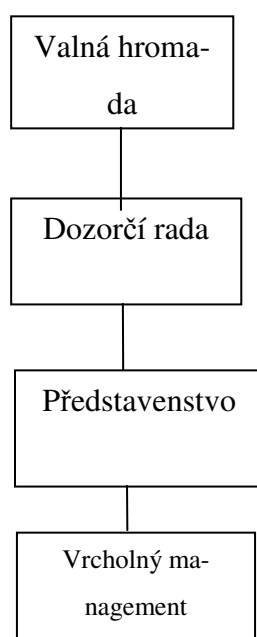 Valná hroma-
da
Dozorčí rada
Představenstvo
Vrcholný ma-
nagement